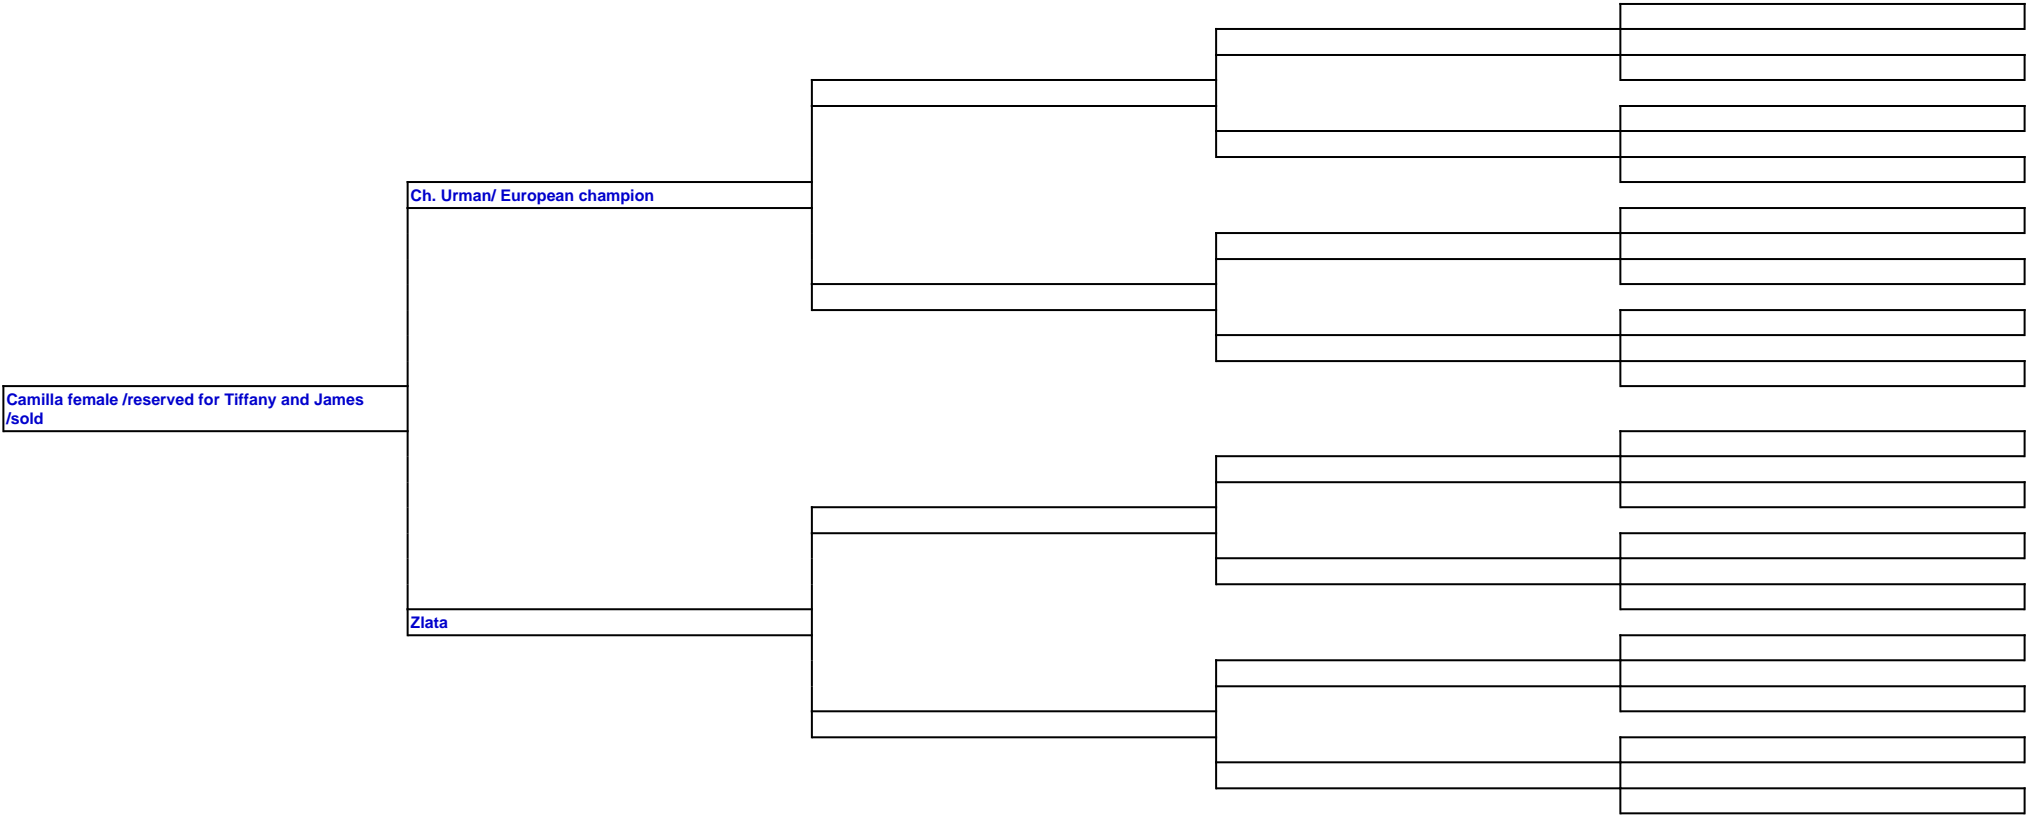 Ch. Urman/ European champion
Camilla female /reserved for Tiffany and James
/sold
Zlata